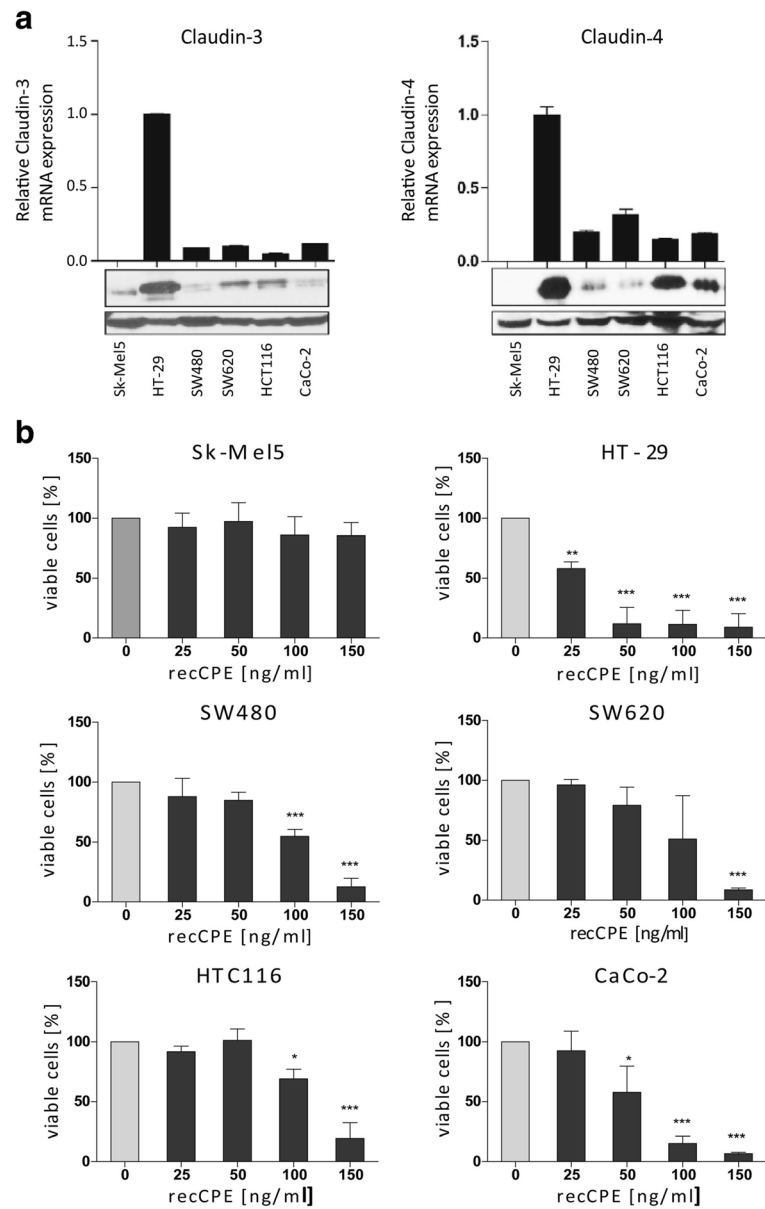 a
Claudin-3
Relative Claudin-3
mRNA expression
1.5
1.0
0.5
0.0
Sk-Mel5
HT-29
SW480
SW620
HCT116
CaCo-2
Claudin-4
Relative Claudin-4
mRNA expression
1.5
1.0
0.5
0.0
Sk-Mel5
HT-29
SW480
SW620
HCT116
CaCo-2
b
Sk-Mel5
viable cells [%]
150
100
50
0
0 25 50 100 150
recCPE [ng/ml]
HT-29
viable cells [%]
150
100
50
0
** *** *** ***
0 25 50 100 150
recCPE [ng/ml]
SW480
viable cells [%]
150
100
50
0
*** ***
0 25 50 100 150
recCPE [ng/ml]
SW620
viable cells [%]
150
100
50
0
***
0 25 50 100 150
recCPE [ng/ml]
HTC116
viable cells [%]
150
100
50
0
* ***
0 25 50 100 150
recCPE [ng/ml]
CaCo-2
viable cells [%]
150
100
50
0
* *** ***
0 25 50 100 150
recCPE [ng/ml]